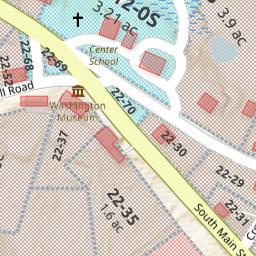 12-0S
3.21 ac
3.9 ac
Center
School
22-68
22-69
22-52
ll Road
Washington
Museum
22-70
22-37
22-30
22-29
22-35
1.6 ac
22-31
South Main S